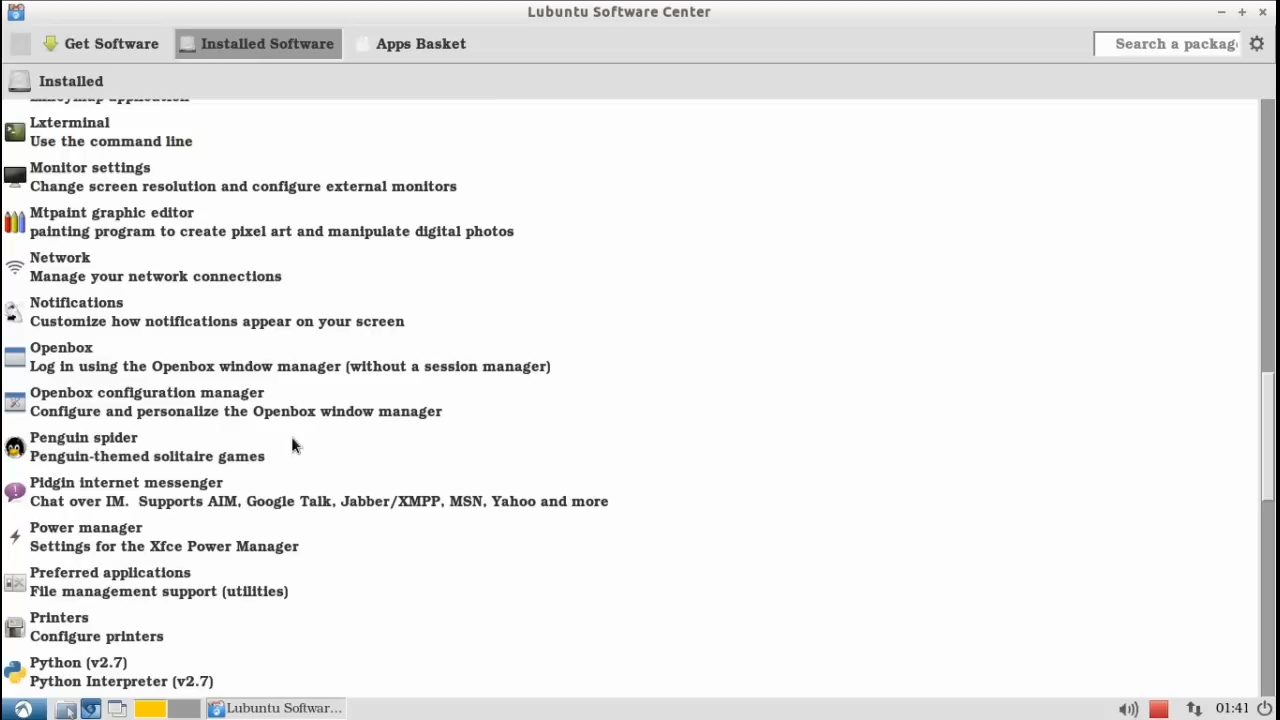 Lubuntu Software Center
Get Software
Installed Software
Apps Basket
Search a packag
Installed
application
Lxterminal
Use the command line
Monitor settings
Change screen resolution and configure external monitors
Mtpaint graphic editor
painting program to create pixel art and manipulate digital photos
Network
Manage your network connections
Notifications
Customize how notifications appear on your screen
Openbox
Log in using the Openbox window manager (without a session manager)
Openbox configuration manager
Configure and personalize the Openbox window manager
Penguin spider
Penguin-themed solitaire games
Pidgin internet messenger
Chat over IM.  Supports AIM, Google Talk, Jabber/XMPP, MSN, Yahoo and more
Power manager
Settings for the Xfce Power Manager
Preferred applications
File management support (utilities)
Printers
Configure printers
Python (v2.7)
Python Interpreter (v2.7)
Lubuntu Softwar...
01:41